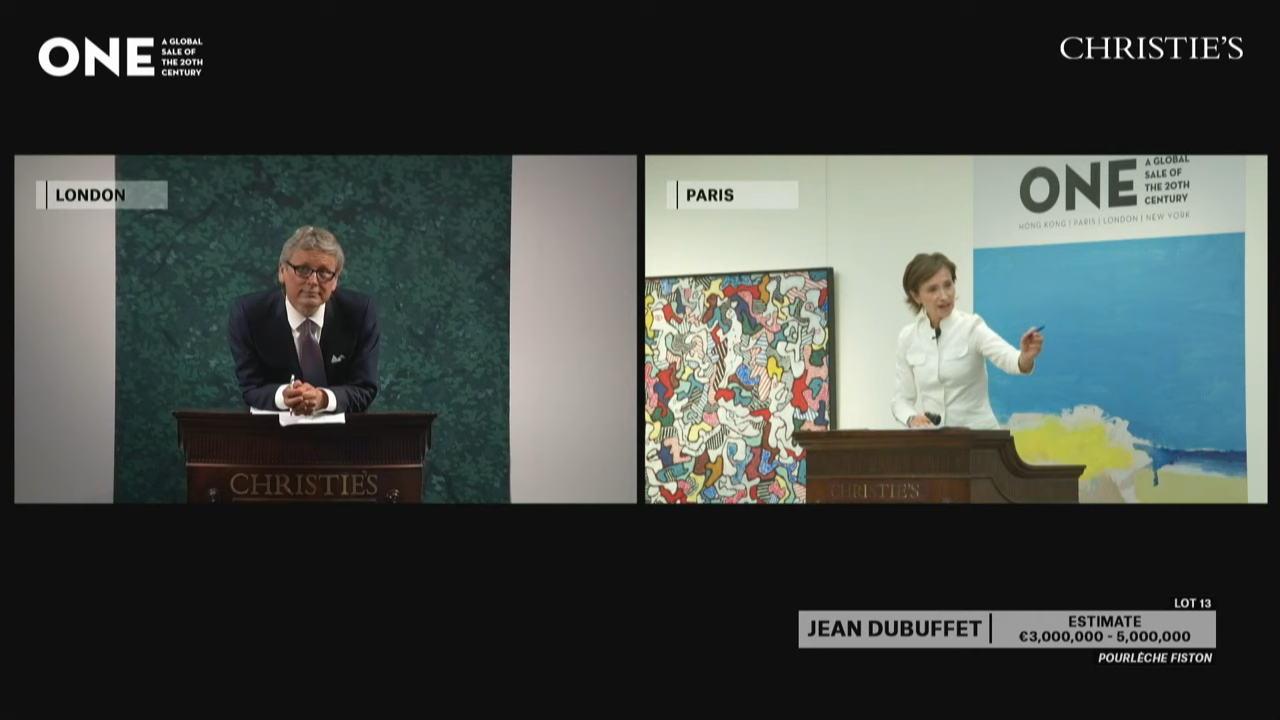 ONE
A GLOBAL
SALE OF
THE 20TH
CENTURY
CHRISTIE'S
LONDON
CHRISTIE'S
PARIS
ONE
A GLOBAL
SALE OF
THE 20TH
CENTURY
HONG KONG | PARIS | LONDON | NEW YORK
CHRISTIE'S
LOT 13
JEAN DUBUFFET
ESTIMATE
€3,000,000 - 5,000,000
POURLÈCHE FISTON